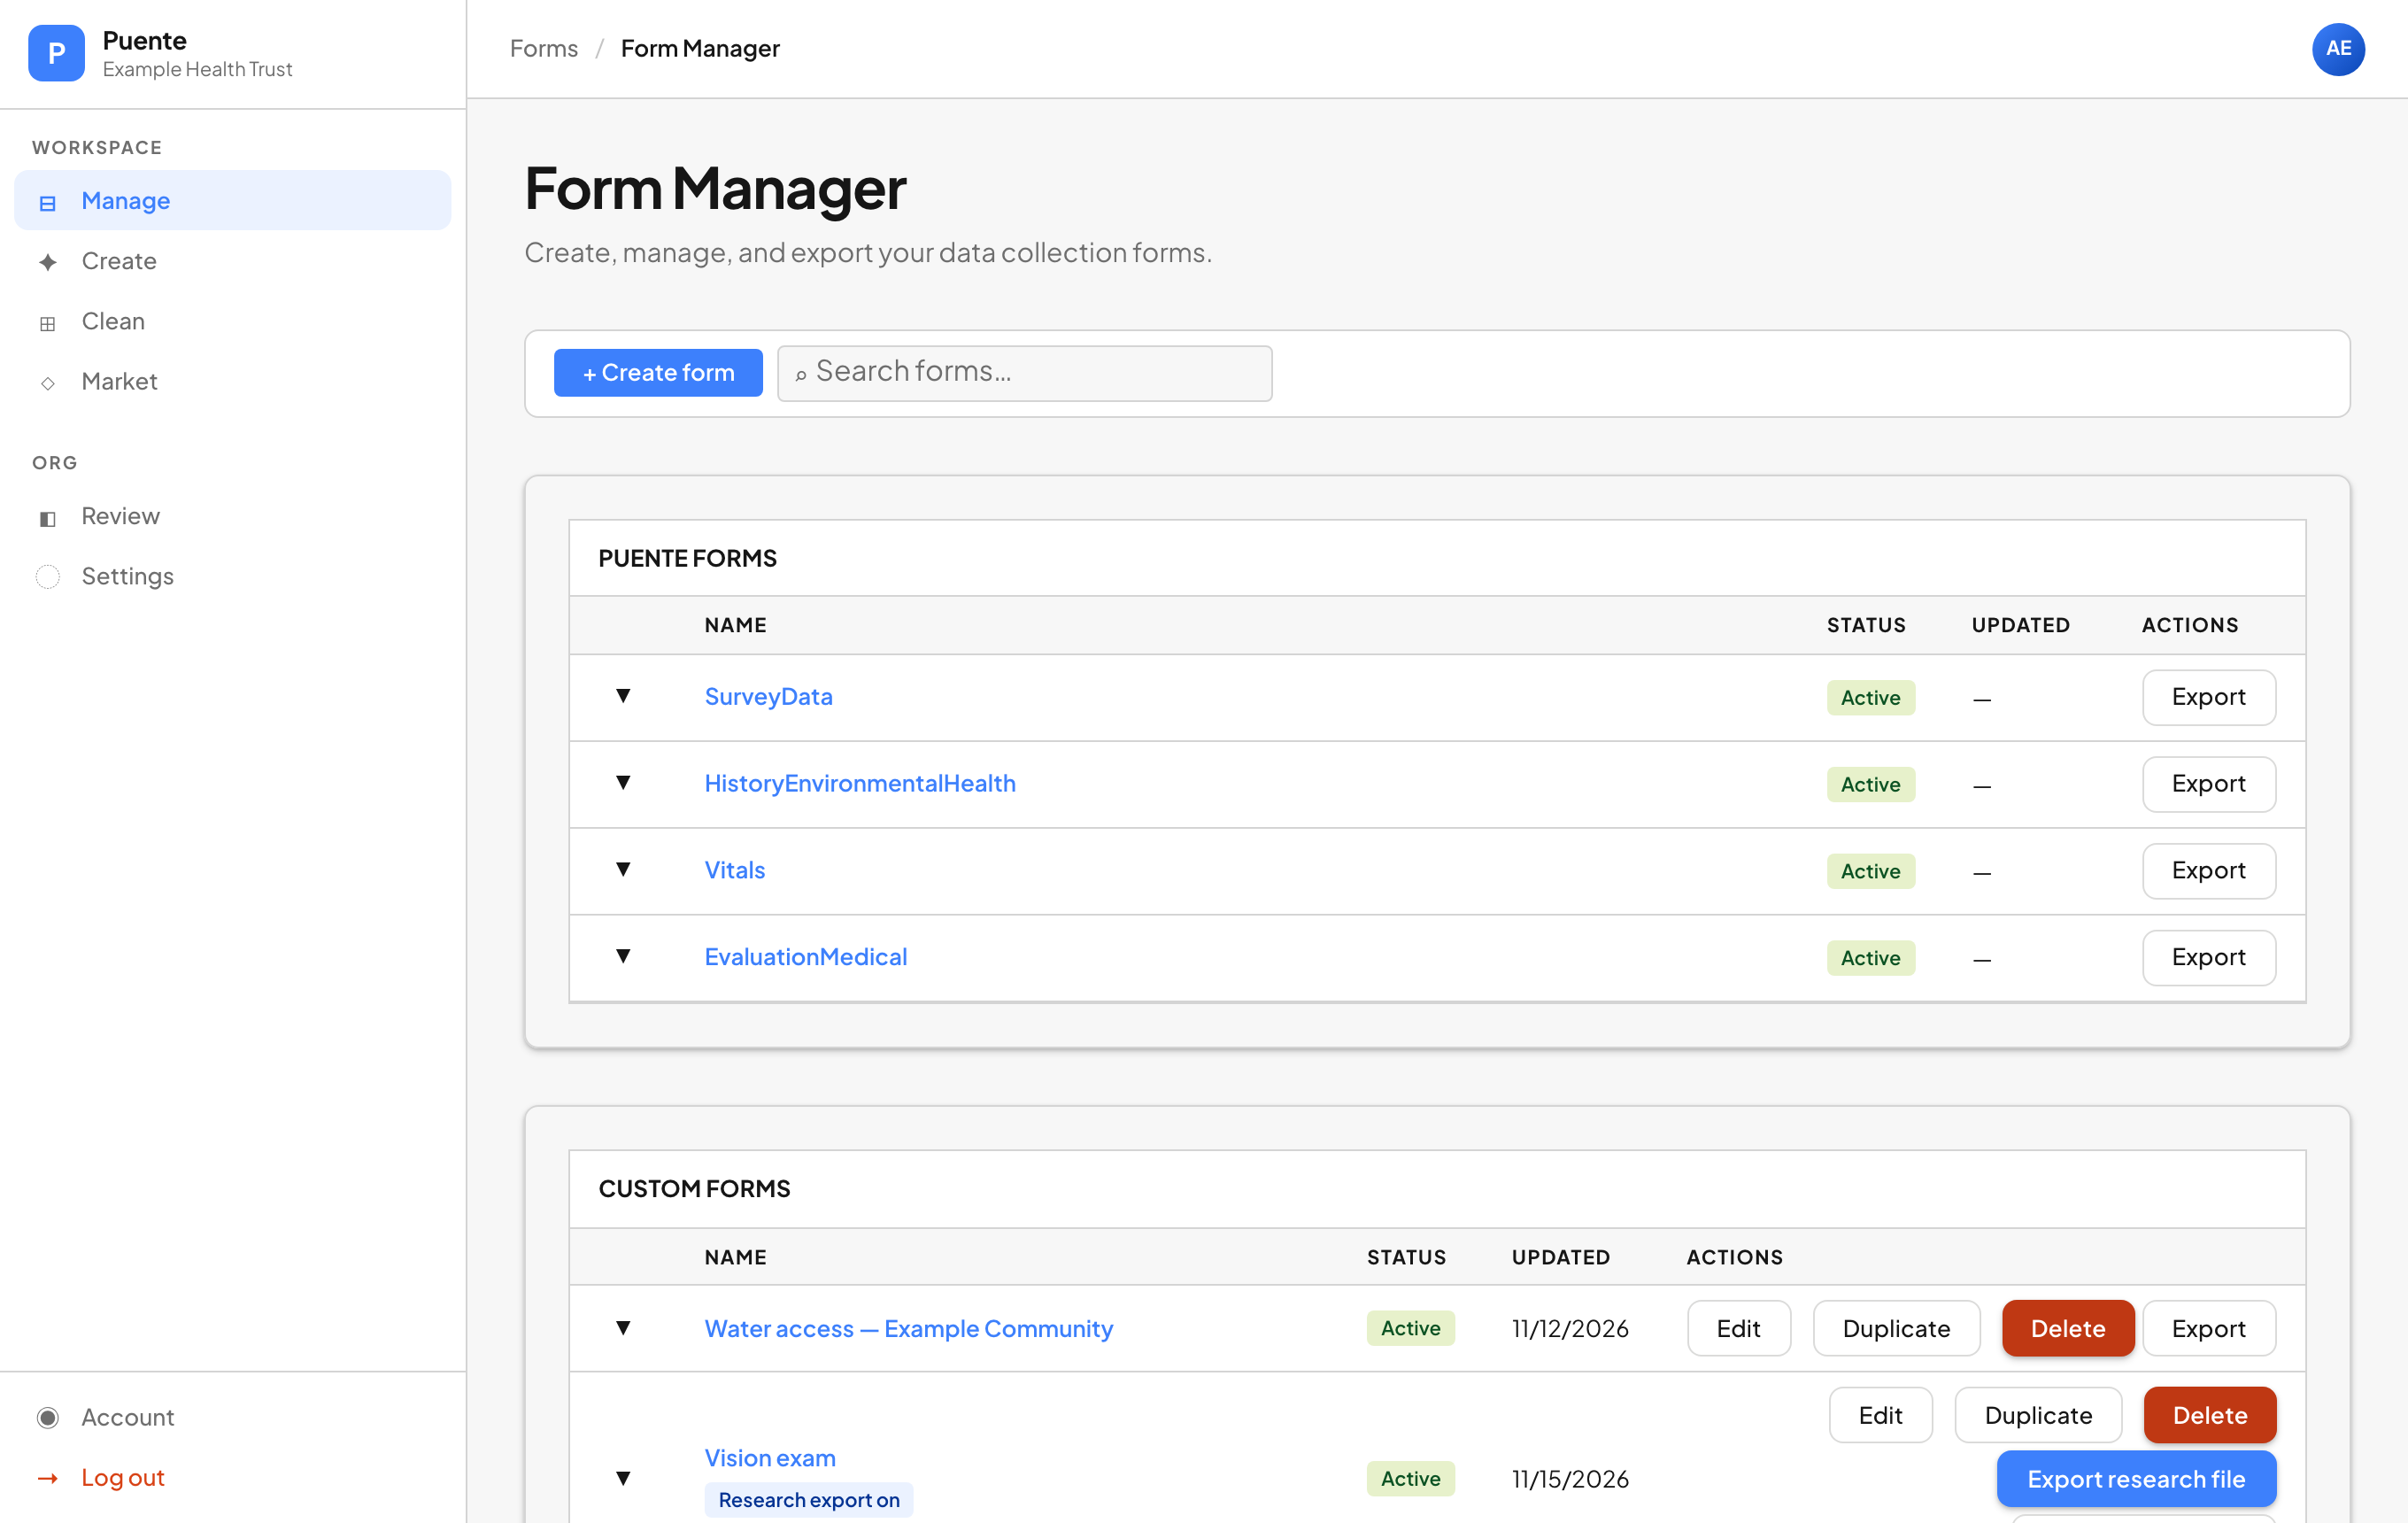 P
Puente
Example Health Trust
WORKSPACE
Manage
Create
Clean
Market
ORG
Review
Settings
Account
Log out
Forms / Form Manager
AE
Form Manager
Create, manage, and export your data collection forms.
+ Create form
Search forms...
PUENTE FORMS
NAME STATUS UPDATED ACTIONS
SurveyData Active — Export
HistoryEnvironmentalHealth Active — Export
Vitals Active — Export
EvaluationMedical Active — Export
CUSTOM FORMS
NAME STATUS UPDATED ACTIONS
Water access — Example Community Active 11/12/2026 Edit Duplicate Delete Export
Edit Duplicate Delete
Vision exam
Active 11/15/2026 Export research file
Research export on